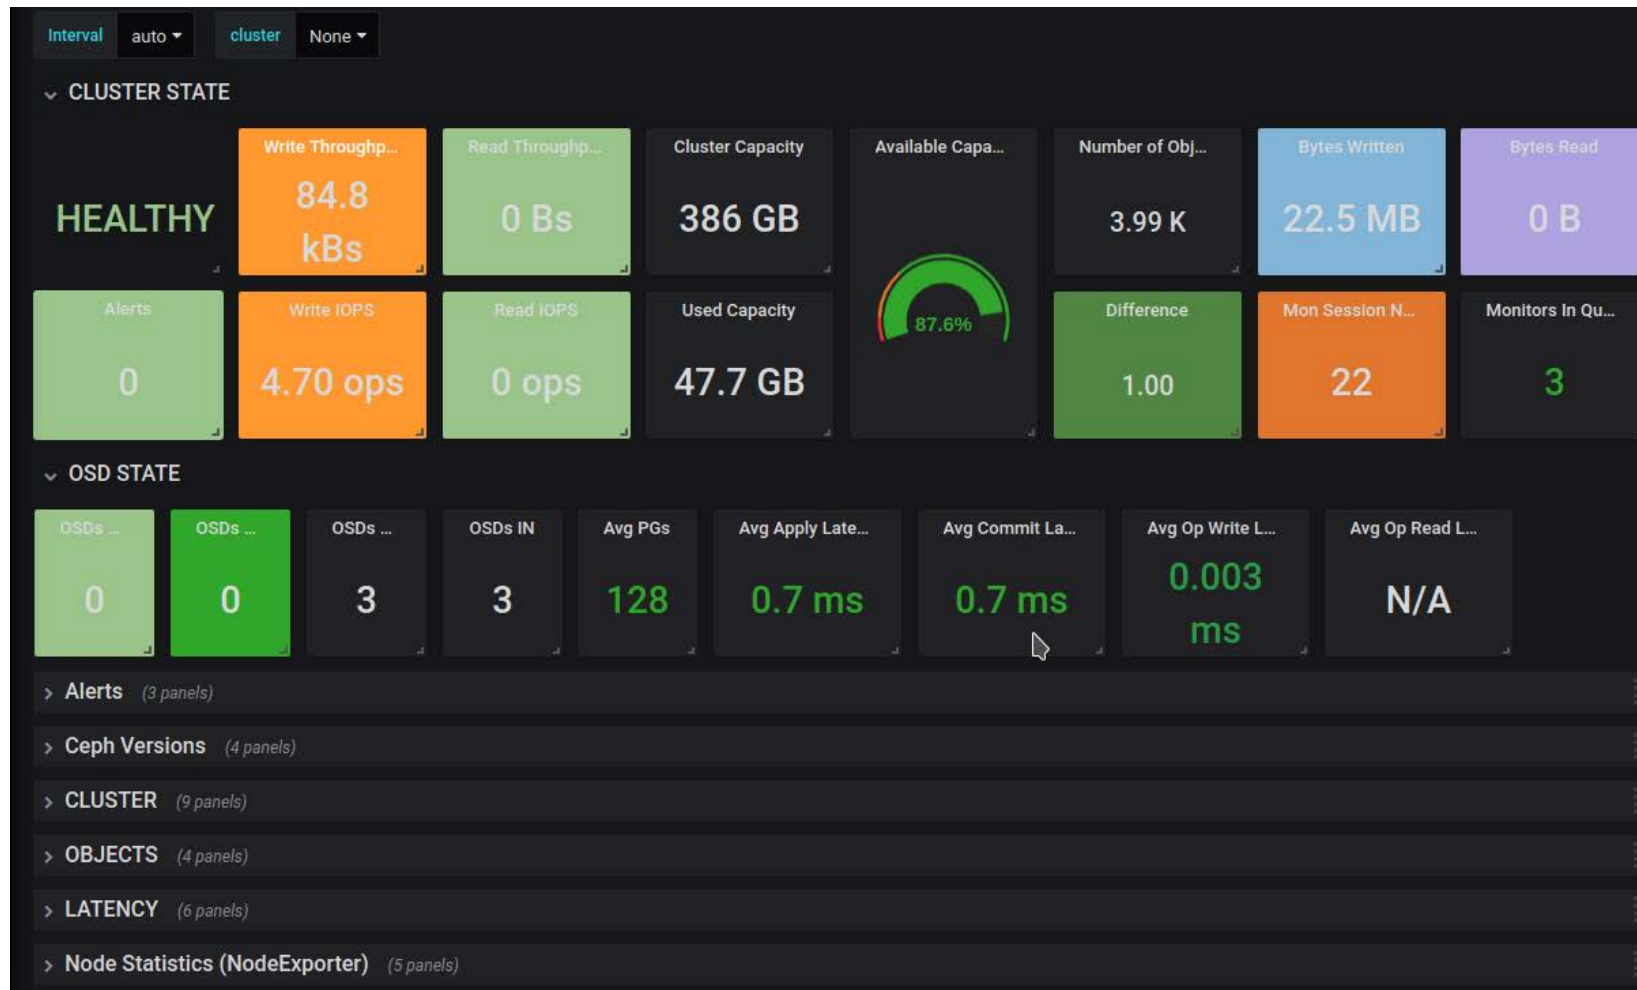 Interval auto cluster None
CLUSTER STATE
HEALTHY
Write Throughp...
84.8
kBs
Read Throughp...
0 Bs
Cluster Capacity
386 GB
Available Capa...
87.6%
Number of Obj...
3.99 K
Bytes Written
22.5 MB
Bytes Read
0 B
Alerts
0
Write IOPS
4.70 ops
Read IOPS
0 ops
Used Capacity
47.7 GB
Difference
1.00
Mon Session N...
22
Monitors In Qu...
3
OSD STATE
OSDs ...
0
OSDs ...
0
OSDs ...
3
OSDs IN
3
Avg PGs
128
Avg Apply Late...
0.7 ms
Avg Commit La...
0.7 ms
Avg Op Write L...
0.003
ms
Avg Op Read L...
N/A
Alerts (3 panels)
Ceph Versions (4 panels)
CLUSTER (9 panels)
OBJECTS (4 panels)
LATENCY (6 panels)
Node Statistics (NodeExporter) (5 panels)